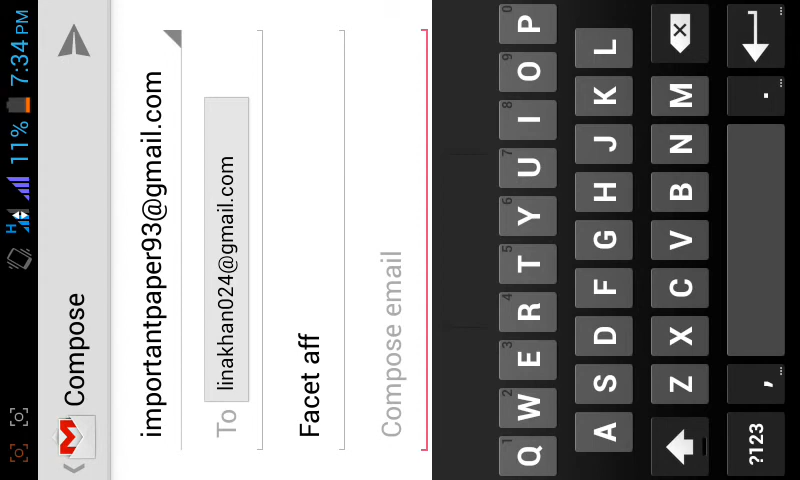 11% 7:34 PM
Compose
importantpaper93@gmail.com
To linakhan024@gmail.com
Facet aff
Compose email
Q W E R T Y U I O P
1 2 3 4 5 6 7 8 9 0
A S D F G H J K L
Z X C V B N M
?123 , .